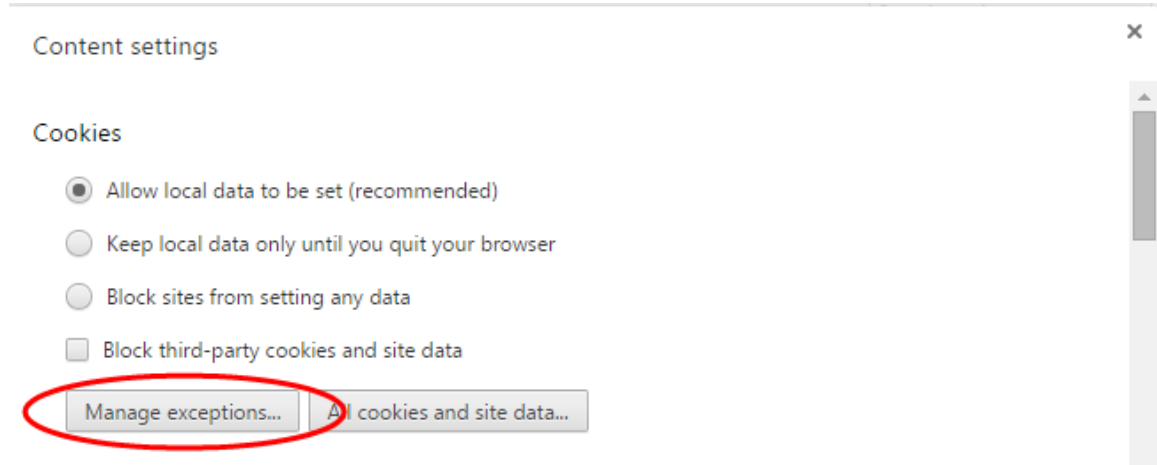 Content settings
Cookies
Allow local data to be set (recommended)
Keep local data only until you quit your browser
Block sites from setting any data
Block third-party cookies and site data
Manage exceptions... All cookies and site data...